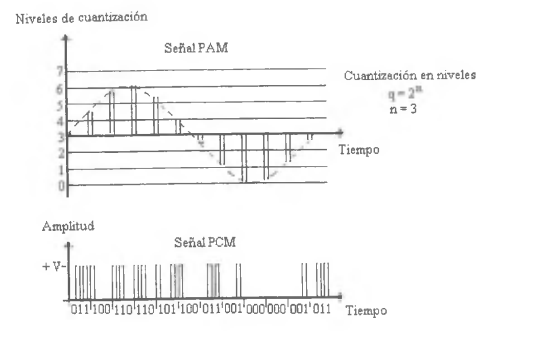 Niveles de cuantización
Señal PAM
7
6
5
4
3
2
1
0
Cuantización en niveles
q = 2ⁿ
n = 3
Tiempo
Amplitud
Señal PCM
+ V
011 100 110 110 101 100 011 001 000 000 001 011
Tiempo